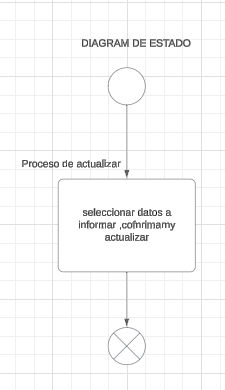 DIAGRAM DE ESTADO
Proceso de actualizar
seleccionar datos a
informar ,cofnrimamy
actualizar